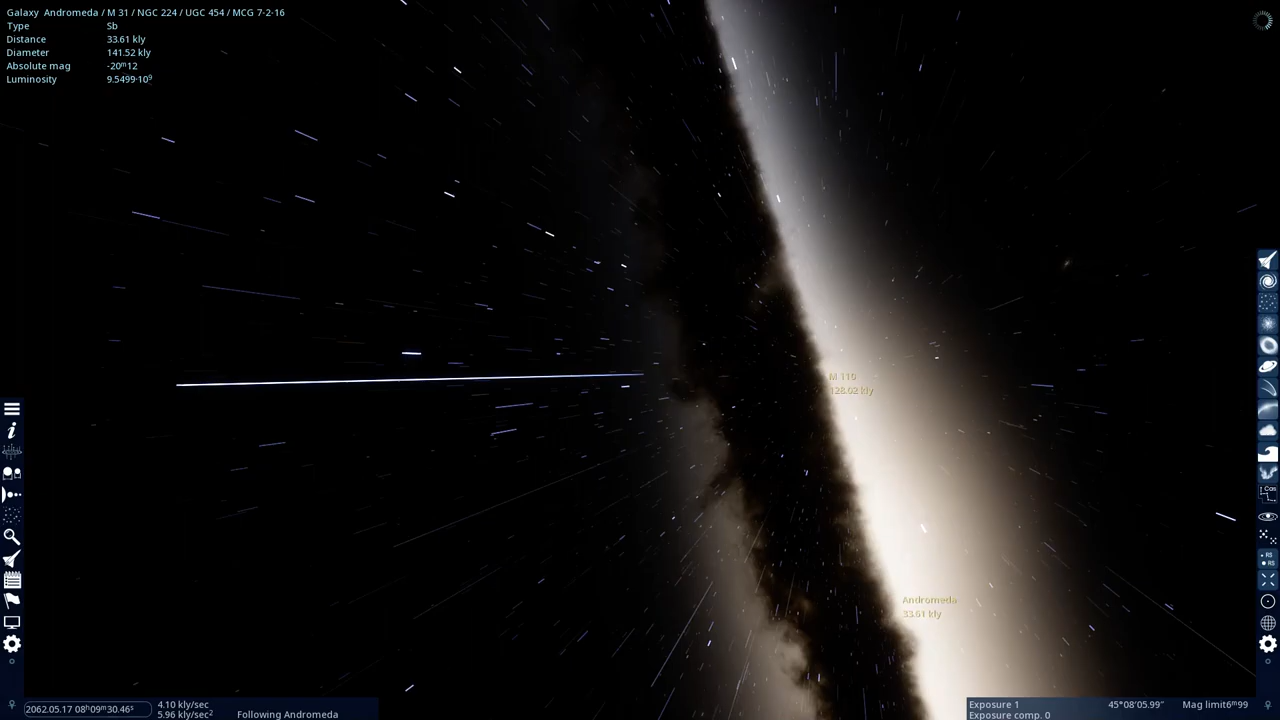 Galaxy Andromeda / M 31 / NGC 224 / UGC 454 / MCG 7-2-16
Type Sb
Distance 33.61 kly
Diameter 141.52 kly
Absolute mag -20ᵐ12
Luminosity 9.5499·10⁹
M 110
128.02 kly
Andromeda
33.61 kly
Can
RS
RS
2062.05.17 08ʰ09ᵐ30.46ˢ
4.10 kly/sec
5.96 kly/sec²
Following Andromeda
Exposure 1
Exposure comp. 0
45°08'05.99"
Mag limit6ᵐ99